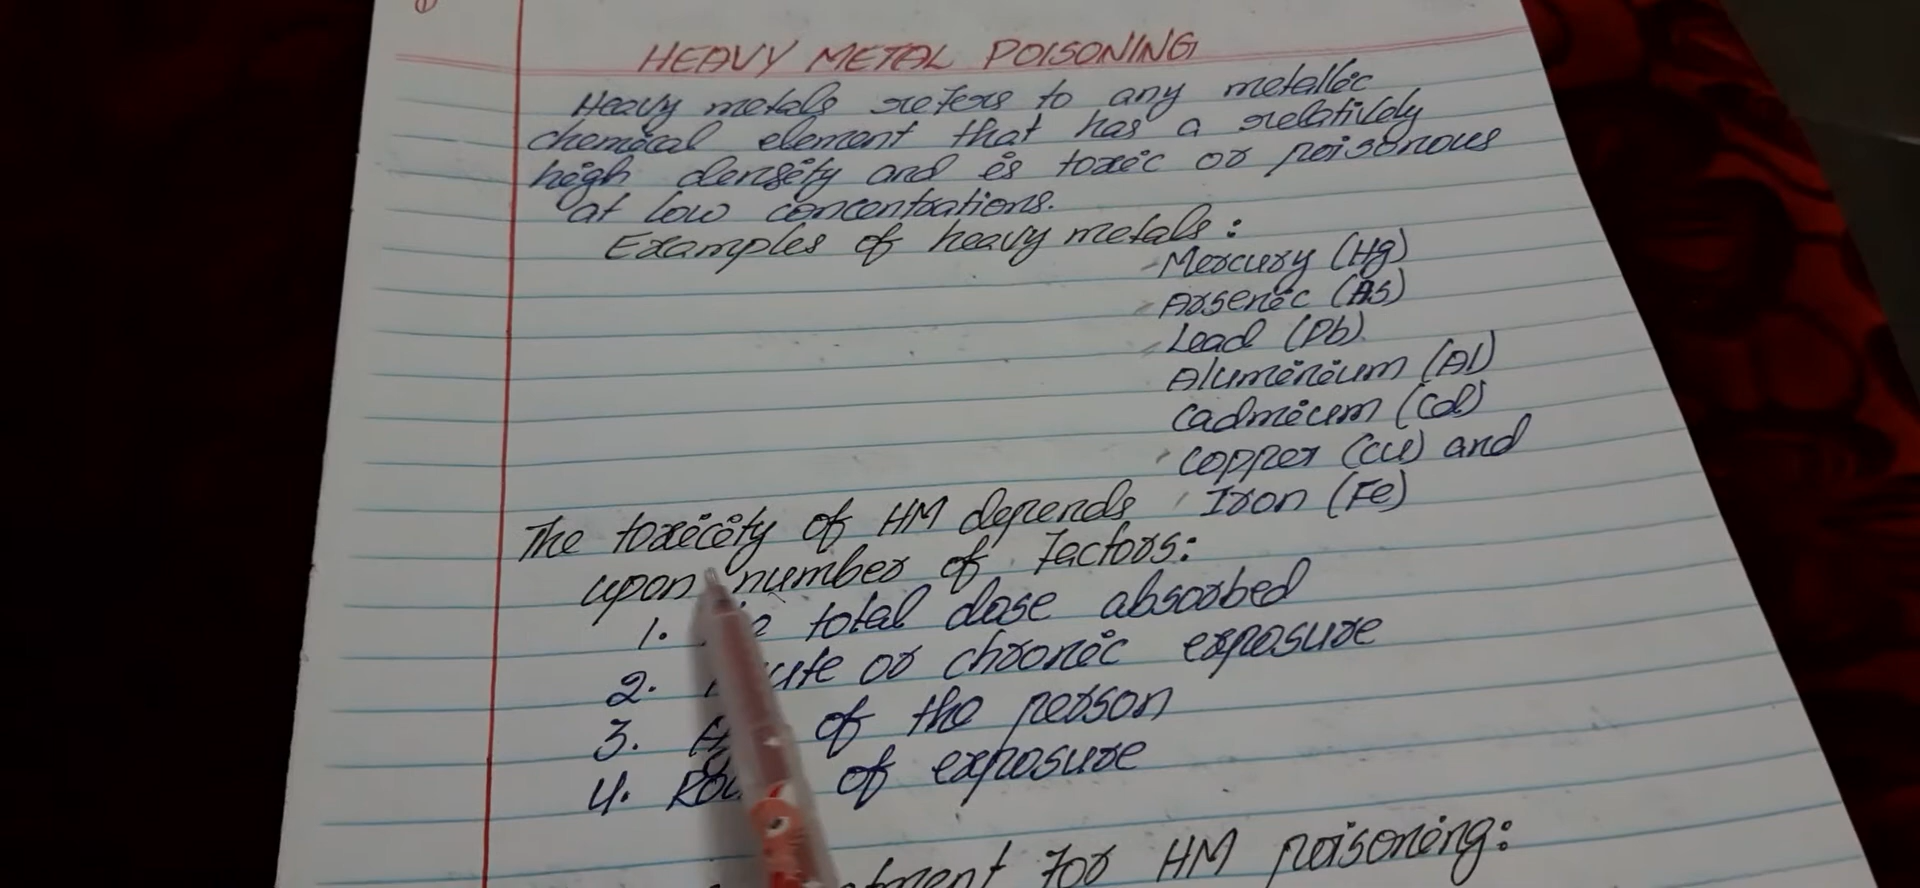 HEAVY METAL POISONING
Heavy metals refers to any metallic
chemical element that has a relatively
high density and is toxic or poisonous
at low concentrations.
Examples of heavy metals:
- Mercury (Hg)
- Arsenic (As)
- Lead (Pb)
Aluminium (Al)
Cadmium (Cd)
Copper (Cu) and
Iron (Fe)
The toxicity of HM depends
upon number of factors:
1. total dose absorbed
2. or chronic exposure
3. of the person
4. of exposure
for HM poisoning: